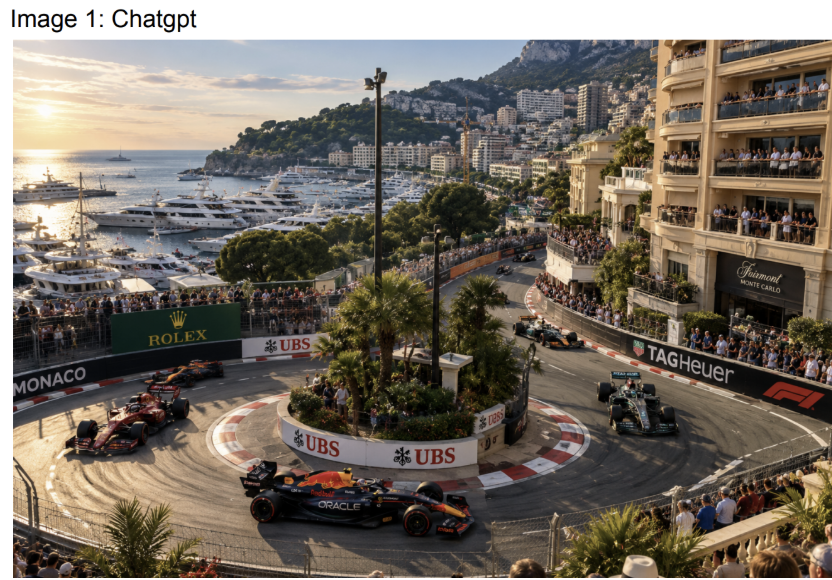 Image 1: Chatgpt
ROLEX
UBS
MONACO
UBS
UBS
UBS
ORACLE
Fairmont
MONTE CARLO
TAGHeuer
F1